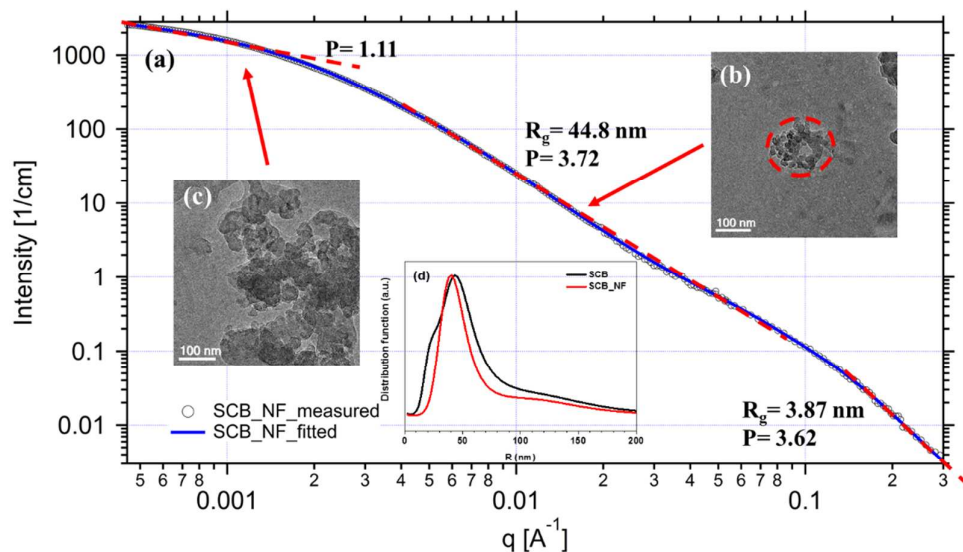 (a)
P= 1.11
(b)
100 nm
R_g= 44.8 nm
P= 3.72
(c)
100 nm
(d)
SCB
SCB_NF
Distribution function (a.u.)
0 50 100 150 200
R (nm)
R_g= 3.87 nm
P= 3.62
SCB_NF_measured
SCB_NF_fitted
Intensity [1/cm]
1000
100
10
1
0.1
0.01
5 6 7 8 2 3 4 5 6 7 8 2 3 4 5 6 7 8 2 3
0.001 0.01 0.1
q [A⁻¹]